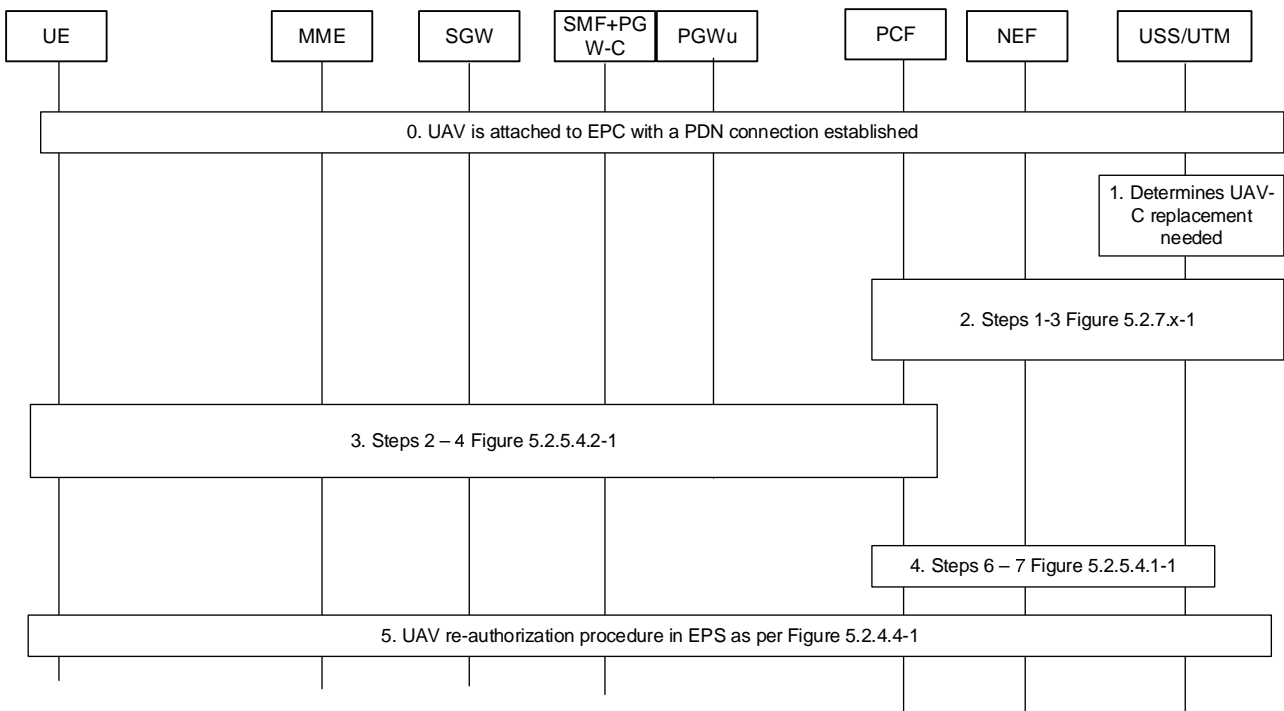 UE
MME
SGW
SMF+PG
W-C
PGWu
PCF
NEF
USS/UTM
0. UAV is attached to EPC with a PDN connection established
1. Determines UAV-
C replacement
needed
2. Steps 1-3 Figure 5.2.7.x-1
3. Steps 2 – 4 Figure 5.2.5.4.2-1
4. Steps 6 – 7 Figure 5.2.5.4.1-1
5. UAV re-authorization procedure in EPS as per Figure 5.2.4.4-1